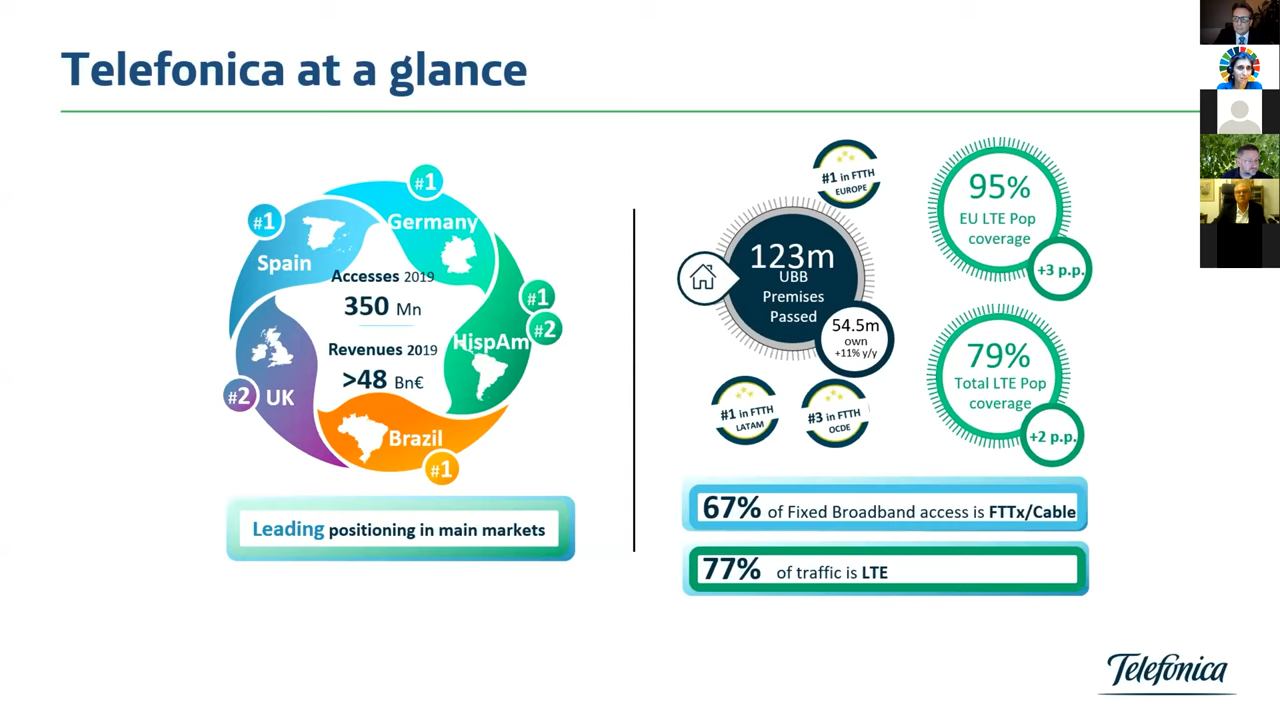 Telefonica at a glance
#1
Spain
#1
Germany
#1
#2
HispAm
#1
Brazil
#2
UK
Accesses 2019
350 Mn
Revenues 2019
>48 Bn€
Leading positioning in main markets
#1 in FTTH
EUROPE
123m
UBB
Premises
Passed
54.5m
own
+11% y/y
#1 in FTTH
LATAM
#3 in FTTH
OCDE
95%
EU LTE Pop
coverage
+3 p.p.
79%
Total LTE Pop
coverage
+2 p.p.
67% of Fixed Broadband access is FTTx/Cable
77% of traffic is LTE
Telefónica